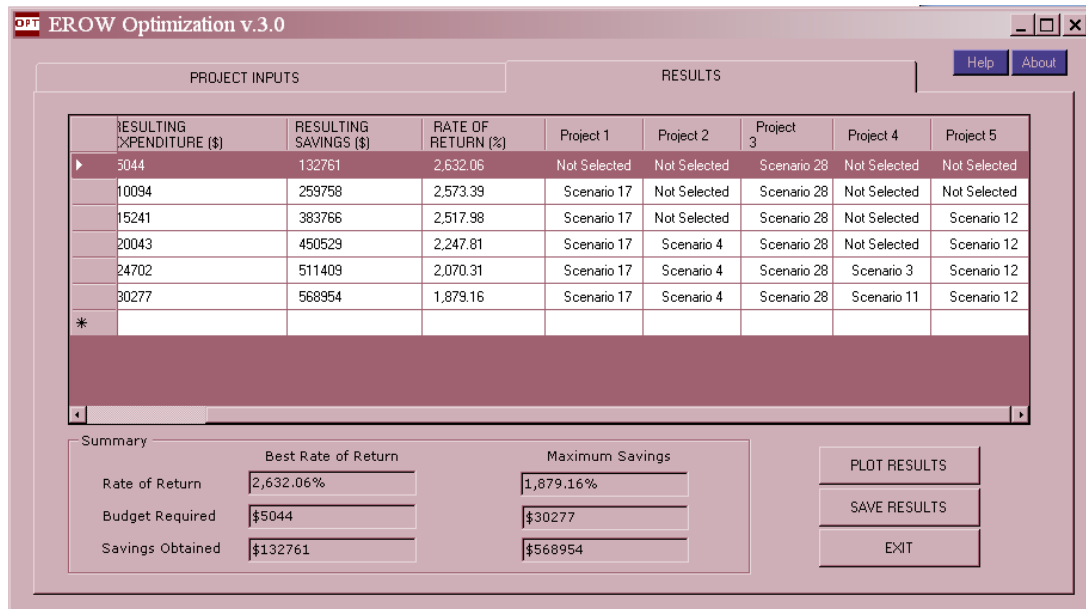 OPT EROW Optimization v.3.0
Help About
PROJECT INPUTS RESULTS
RESULTING EXPENDITURE ($) RESULTING SAVINGS ($) RATE OF RETURN (%) Project 1 Project 2 Project 3 Project 4 Project 5
5044 132761 2,632.06 Not Selected Not Selected Scenario 28 Not Selected Not Selected
10094 259758 2,573.39 Scenario 17 Not Selected Scenario 28 Not Selected Not Selected
15241 383766 2,517.98 Scenario 17 Not Selected Scenario 28 Not Selected Scenario 12
20043 450529 2,247.81 Scenario 17 Scenario 4 Scenario 28 Not Selected Scenario 12
24702 511409 2,070.31 Scenario 17 Scenario 4 Scenario 28 Scenario 3 Scenario 12
30277 568954 1,879.16 Scenario 17 Scenario 4 Scenario 28 Scenario 11 Scenario 12
Summary
Best Rate of Return Maximum Savings
Rate of Return 2,632.06% 1,879.16%
Budget Required $5044 $30277
Savings Obtained $132761 $568954
PLOT RESULTS
SAVE RESULTS
EXIT